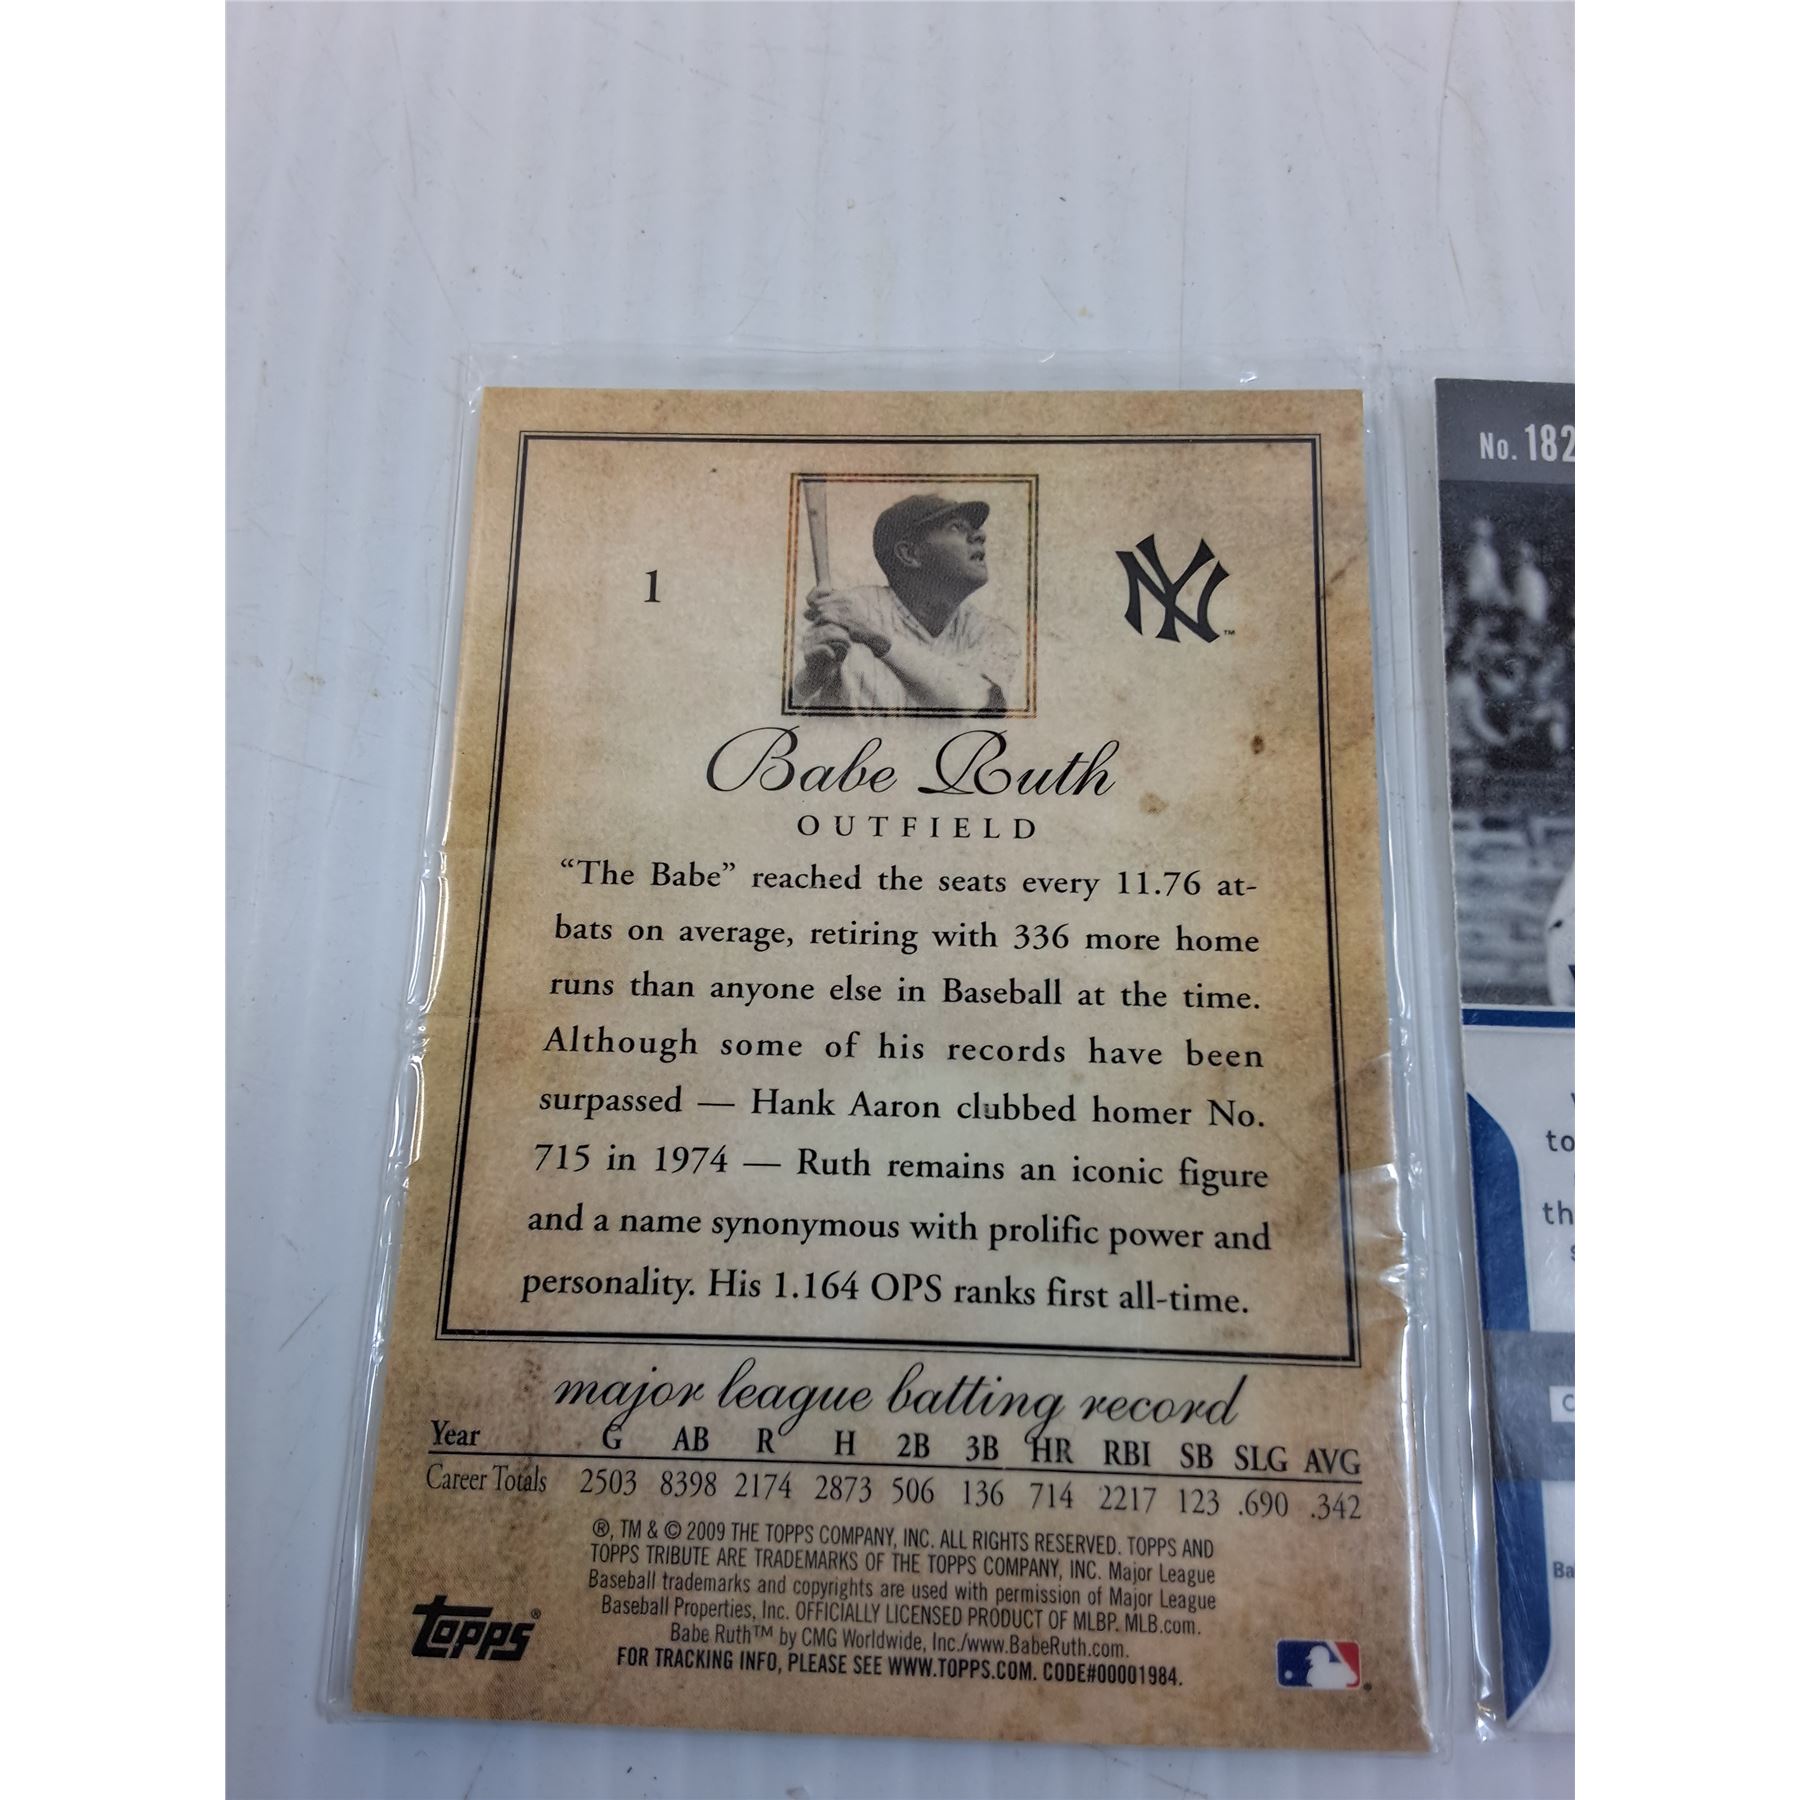 1
NY™
Babe Ruth
OUTFIELD
“The Babe” reached the seats every 11.76 at-
bats on average, retiring with 336 more home
runs than anyone else in Baseball at the time.
Although some of his records have been
surpassed — Hank Aaron clubbed homer No.
715 in 1974 — Ruth remains an iconic figure
and a name synonymous with prolific power and
personality. His 1.164 OPS ranks first all-time.
major league batting record
Year G AB R H 2B 3B HR RBI SB SLG AVG
Career Totals 2503 8398 2174 2873 506 136 714 2217 123 .690 .342
®, TM & © 2009 THE TOPPS COMPANY, INC. ALL RIGHTS RESERVED. TOPPS AND
TOPPS TRIBUTE ARE TRADEMARKS OF THE TOPPS COMPANY, INC. Major League
Baseball trademarks and copyrights are used with permission of Major League
Baseball Properties, Inc. OFFICIALLY LICENSED PRODUCT OF MLBP. MLB.com.
Babe Ruth™ by CMG Worldwide, Inc./www.BabeRuth.com.
FOR TRACKING INFO, PLEASE SEE WWW.TOPPS.COM. CODE#00001984.
Topps®
No. 182
to
th
Ba